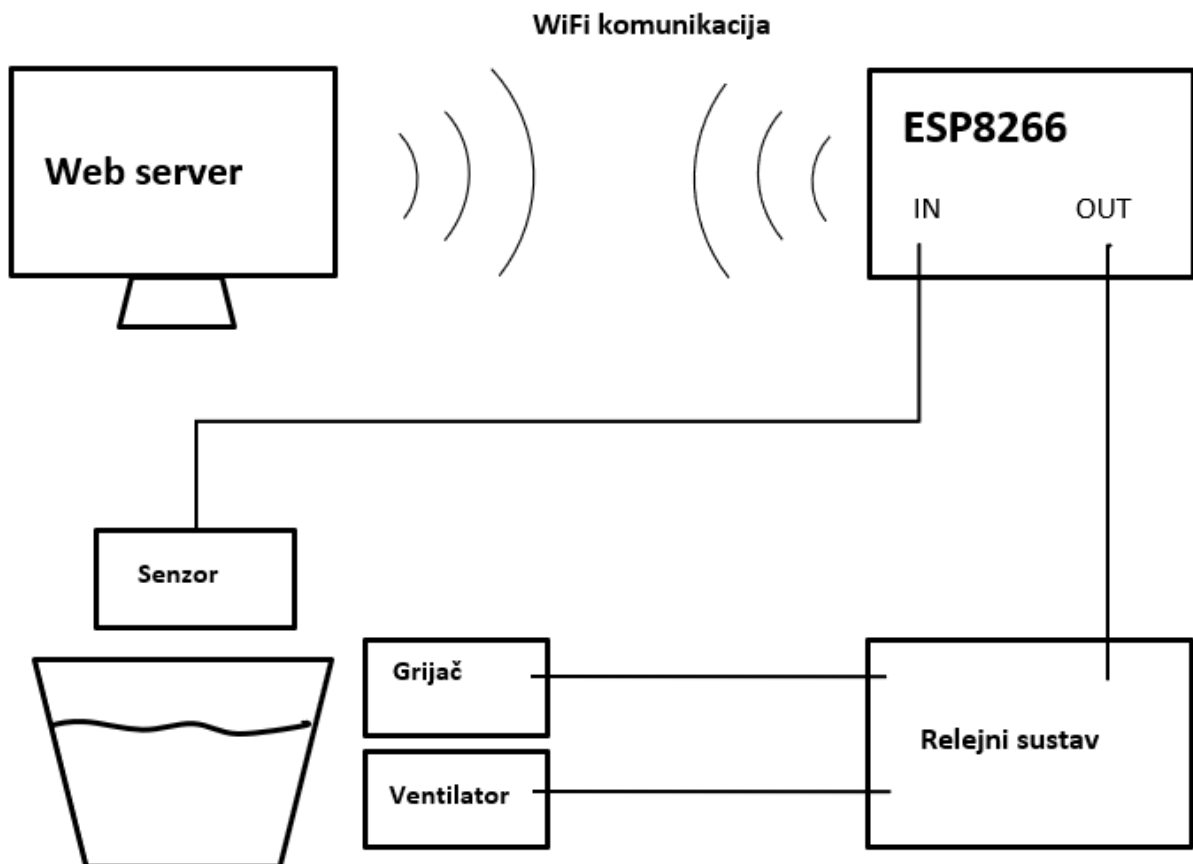 WiFi komunikacija
Web server
ESP8266
IN
OUT
Senzor
Grijač
Ventilator
Relejni sustav